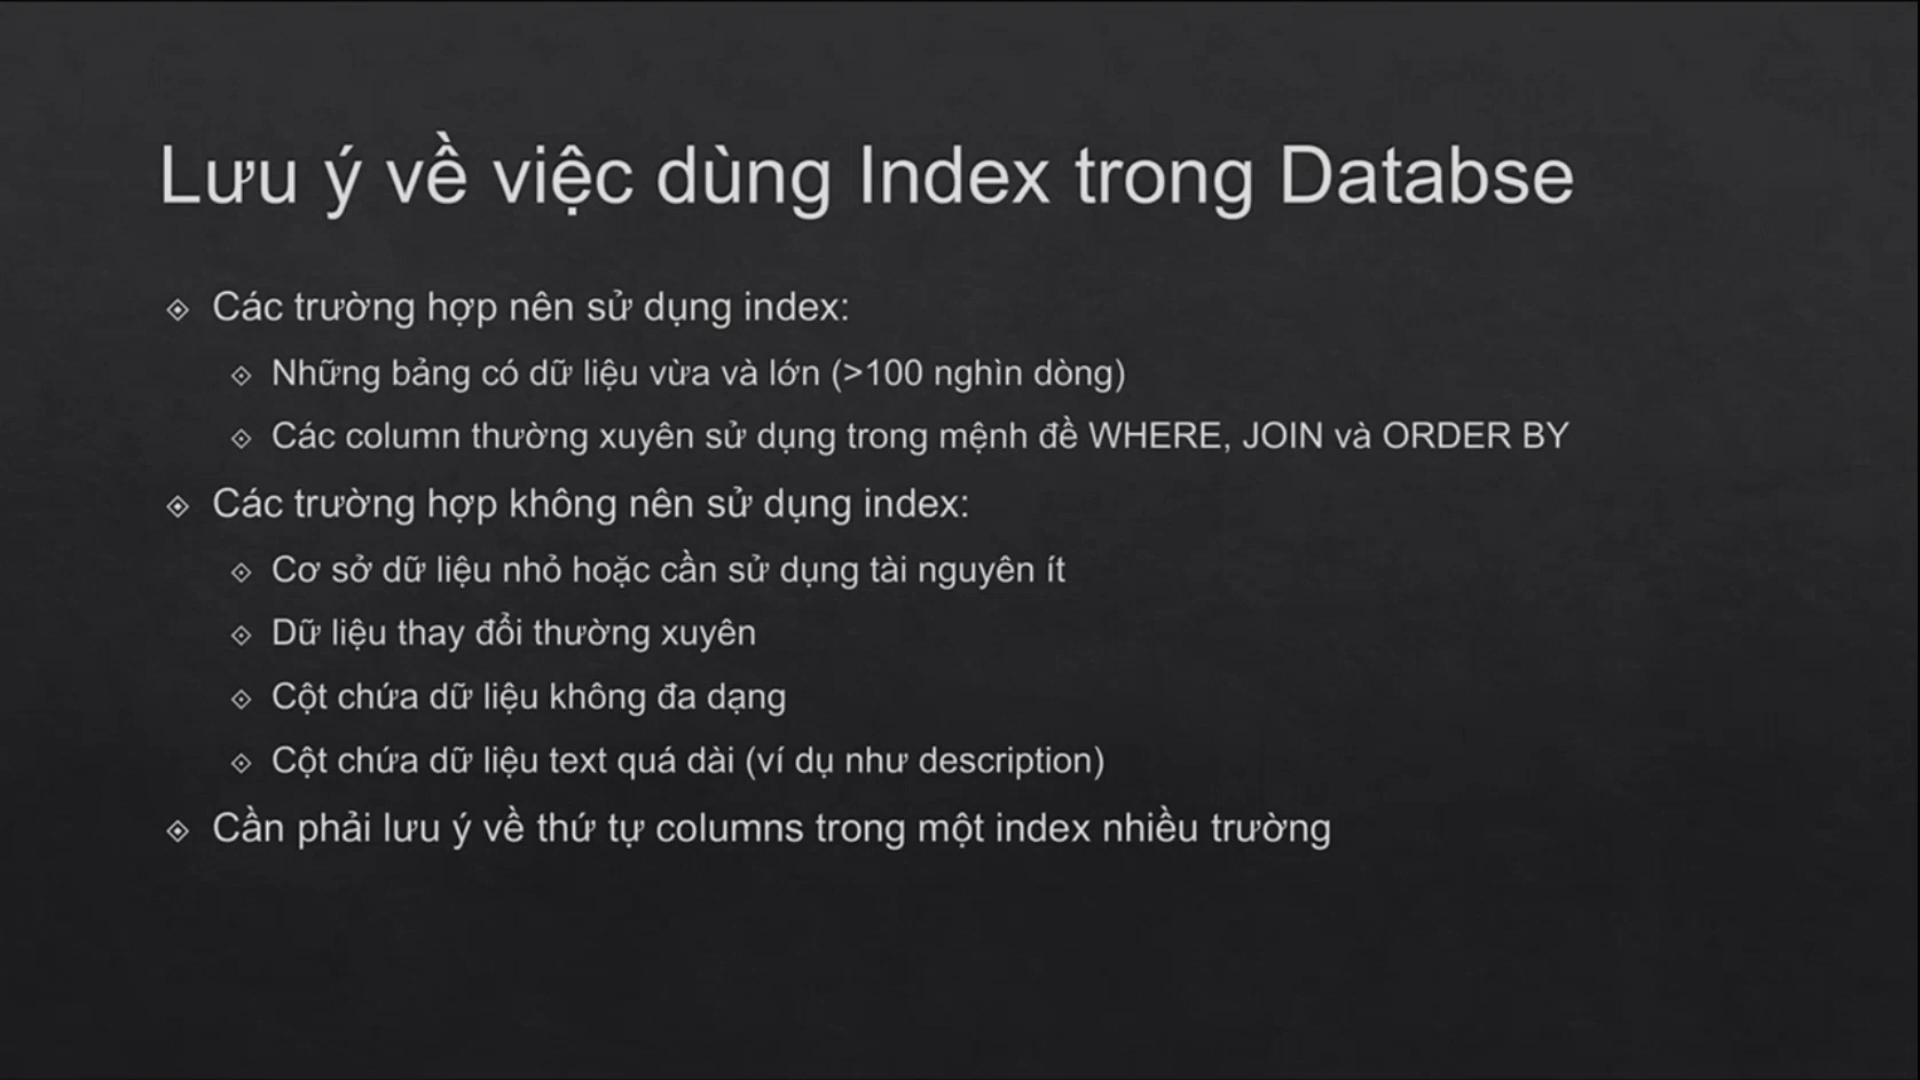 Lưu ý về việc dùng Index trong Databse
Các trường hợp nên sử dụng index:
Những bảng có dữ liệu vừa và lớn (>100 nghìn dòng)
Các column thường xuyên sử dụng trong mệnh đề WHERE, JOIN và ORDER BY
Các trường hợp không nên sử dụng index:
Cơ sở dữ liệu nhỏ hoặc cần sử dụng tài nguyên ít
Dữ liệu thay đổi thường xuyên
Cột chứa dữ liệu không đa dạng
Cột chứa dữ liệu text quá dài (ví dụ như description)
Cần phải lưu ý về thứ tự columns trong một index nhiều trường